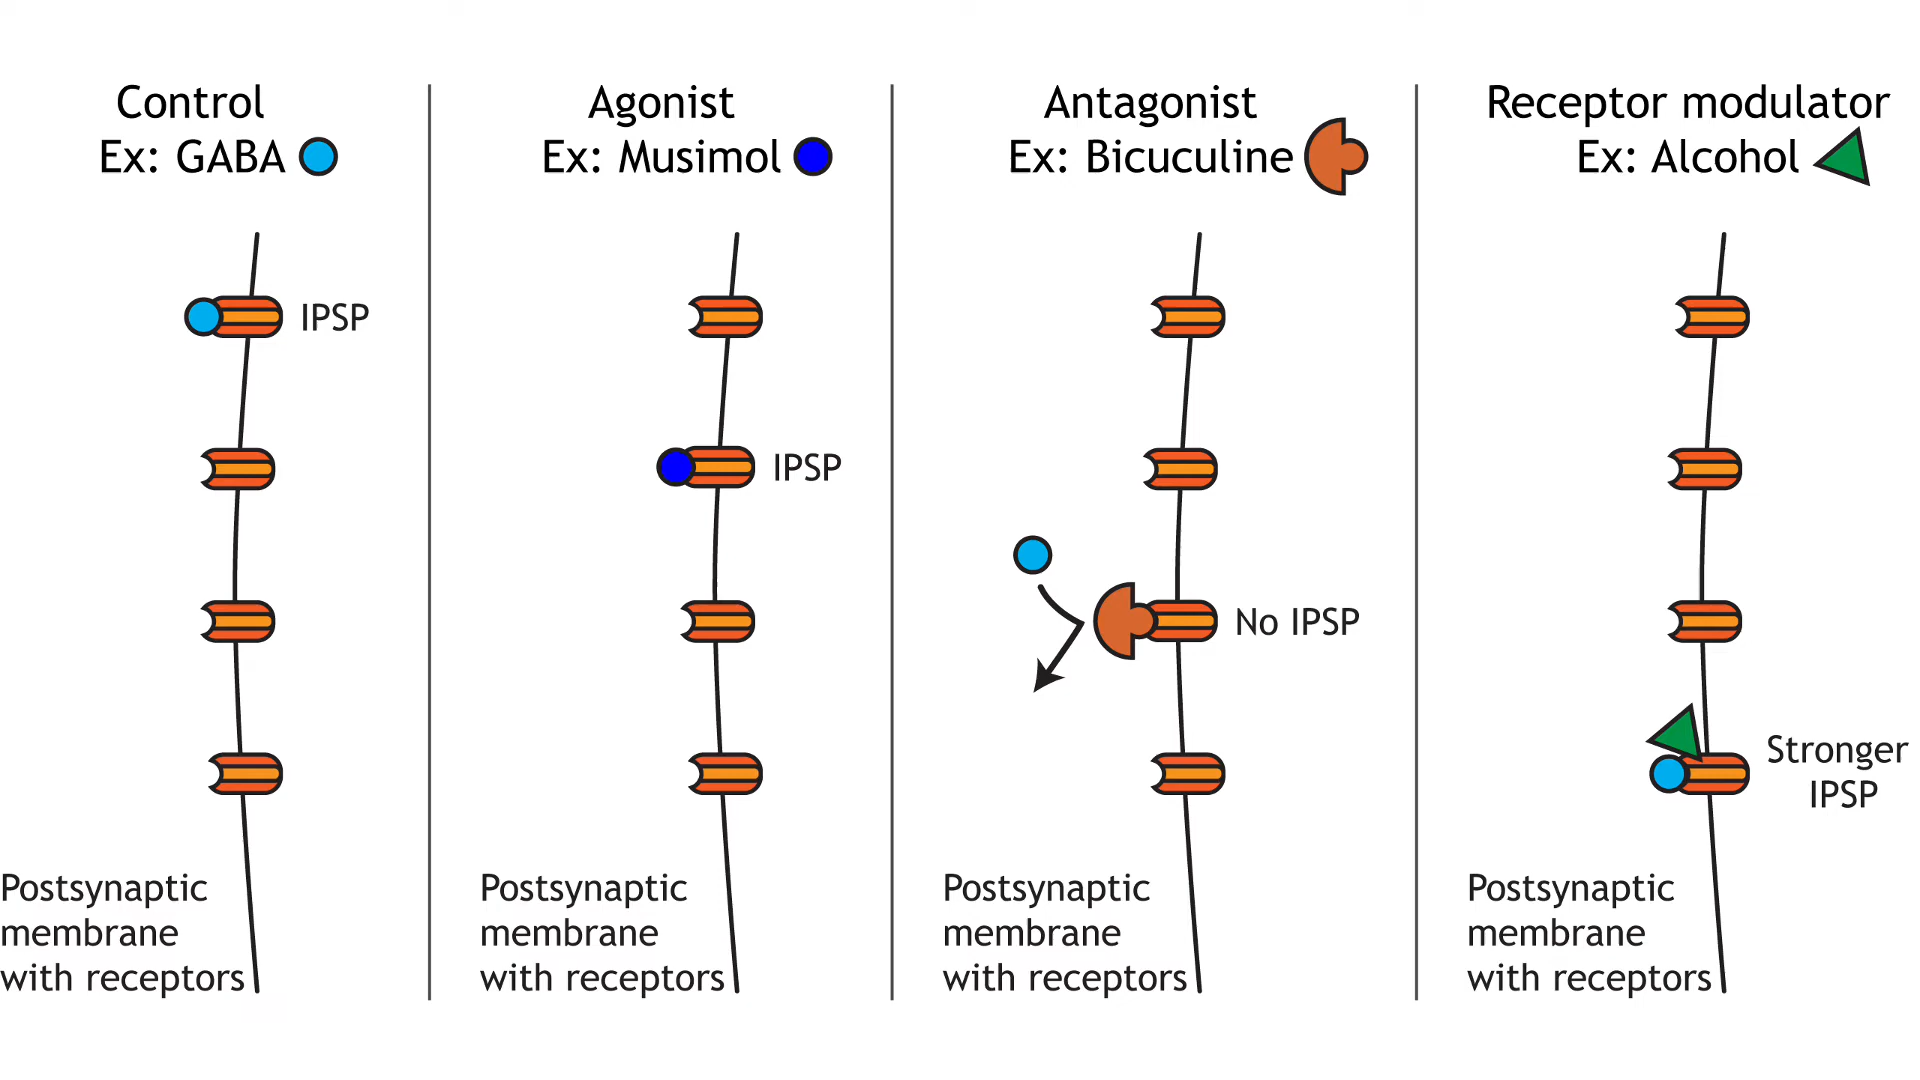 Control
Ex: GABA
IPSP
Postsynaptic
membrane
with receptors
Agonist
Ex: Musimol
IPSP
Postsynaptic
membrane
with receptors
Antagonist
Ex: Bicuculine
No IPSP
Postsynaptic
membrane
with receptors
Receptor modulator
Ex: Alcohol
Stronger
IPSP
Postsynaptic
membrane
with receptors